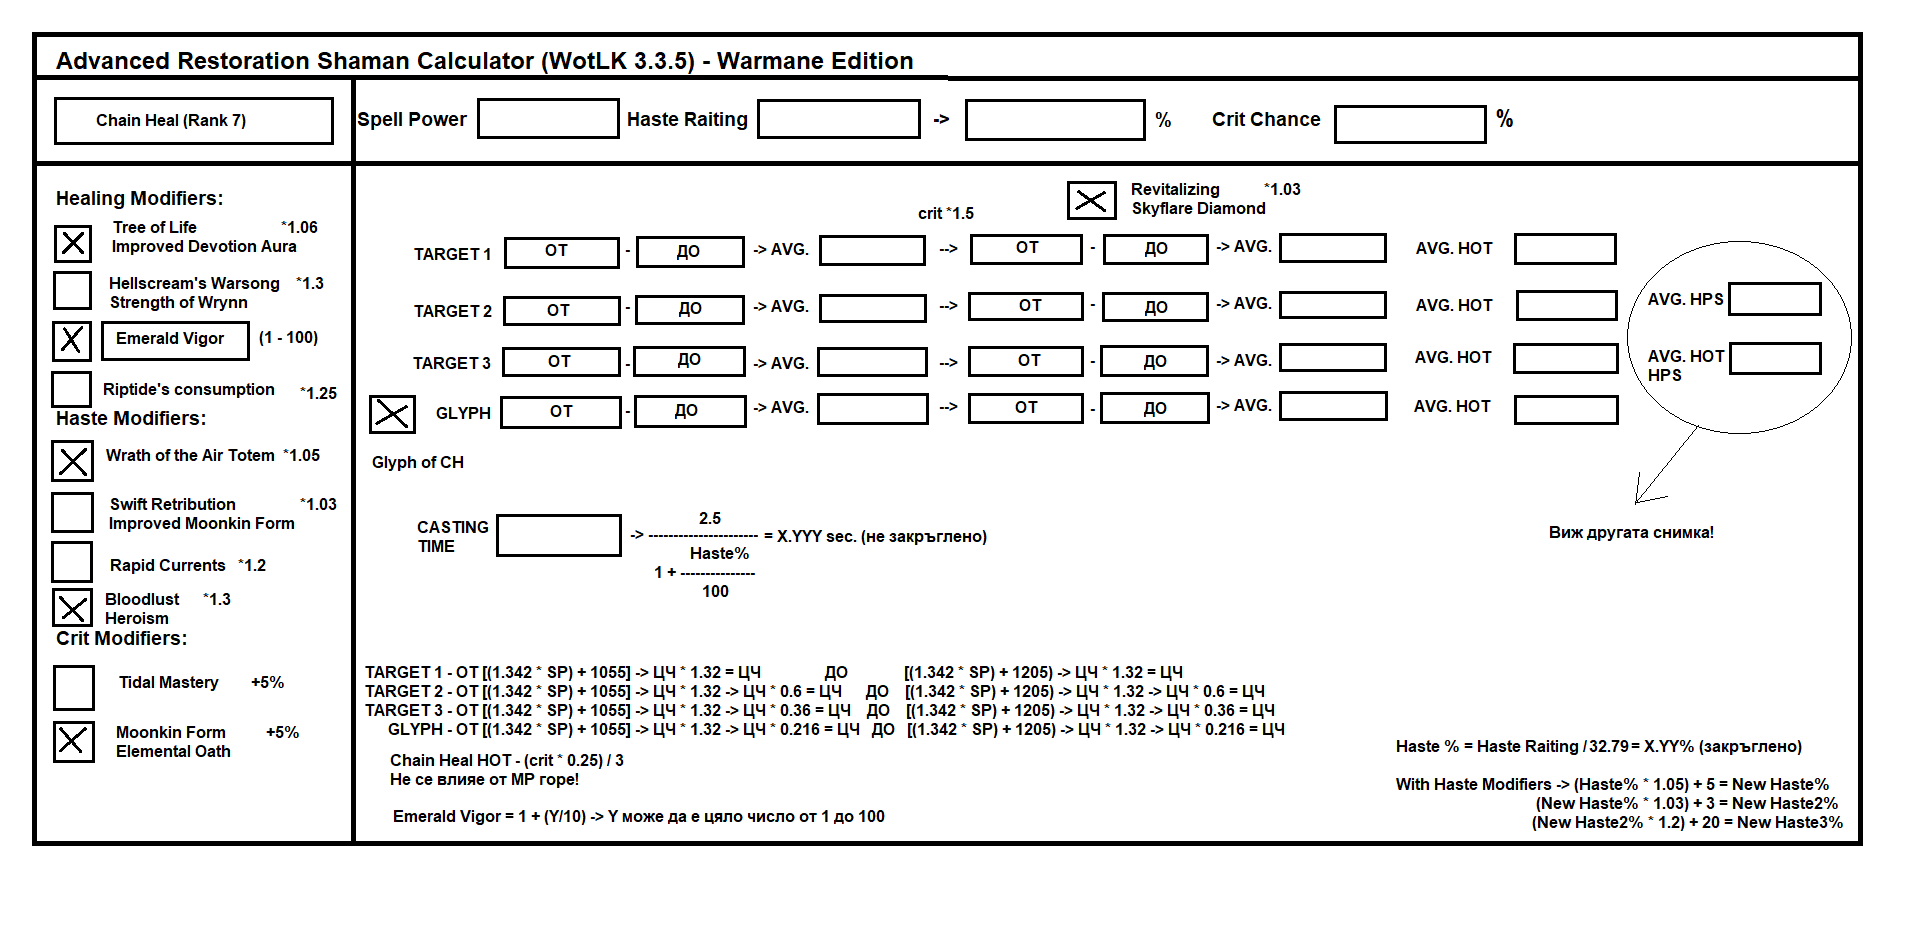 Advanced Restoration Shaman Calculator (WotLK 3.3.5) - Warmane Edition
Chain Heal (Rank 7)
Spell Power
Haste Raiting
->
%
Crit Chance
%
Healing Modifiers:
Tree of Life *1.06
Improved Devotion Aura
Hellscream's Warsong *1.3
Strength of Wrynn
Emerald Vigor (1 - 100)
Riptide's consumption *1.25
Haste Modifiers:
Wrath of the Air Totem *1.05
Swift Retribution *1.03
Improved Moonkin Form
Rapid Currents *1.2
Bloodlust *1.3
Heroism
Crit Modifiers:
Tidal Mastery +5%
Moonkin Form +5%
Elemental Oath
Revitalizing *1.03
Skyflare Diamond
crit *1.5
TARGET 1 ОТ - ДО -> AVG. --> ОТ - ДО -> AVG. AVG. HOT
TARGET 2 ОТ - ДО -> AVG. --> ОТ - ДО -> AVG. AVG. HOT
TARGET 3 ОТ - ДО -> AVG. --> ОТ - ДО -> AVG. AVG. HOT
GLYPH ОТ - ДО -> AVG. --> ОТ - ДО -> AVG. AVG. HOT
AVG. HPS
AVG. HOT
HPS
Glyph of CH
Виж другата снимка!
CASTING
TIME
->
2.5
----------------------
= X.YYY sec. (не закръглено)
Haste%
1 + ---------------
100
TARGET 1 - ОТ [(1.342 * SP) + 1055] -> ЦЧ * 1.32 = ЦЧ ДО [(1.342 * SP) + 1205) -> ЦЧ * 1.32 = ЦЧ
TARGET 2 - ОТ [(1.342 * SP) + 1055] -> ЦЧ * 1.32 -> ЦЧ * 0.6 = ЦЧ ДО [(1.342 * SP) + 1205) -> ЦЧ * 1.32 -> ЦЧ * 0.6 = ЦЧ
TARGET 3 - ОТ [(1.342 * SP) + 1055] -> ЦЧ * 1.32 -> ЦЧ * 0.36 = ЦЧ ДО [(1.342 * SP) + 1205) -> ЦЧ * 1.32 -> ЦЧ * 0.36 = ЦЧ
GLYPH - ОТ [(1.342 * SP) + 1055] -> ЦЧ * 1.32 -> ЦЧ * 0.216 = ЦЧ ДО [(1.342 * SP) + 1205) -> ЦЧ * 1.32 -> ЦЧ * 0.216 = ЦЧ
Chain Heal HOT - (crit * 0.25) / 3
Не се влияе от МР горе!
Emerald Vigor = 1 + (Y/10) -> Y може да е цяло число от 1 до 100
Haste % = Haste Raiting / 32.79 = X.YY% (закръглено)
With Haste Modifiers -> (Haste% * 1.05) + 5 = New Haste%
(New Haste% * 1.03) + 3 = New Haste2%
(New Haste2% * 1.2) + 20 = New Haste3%